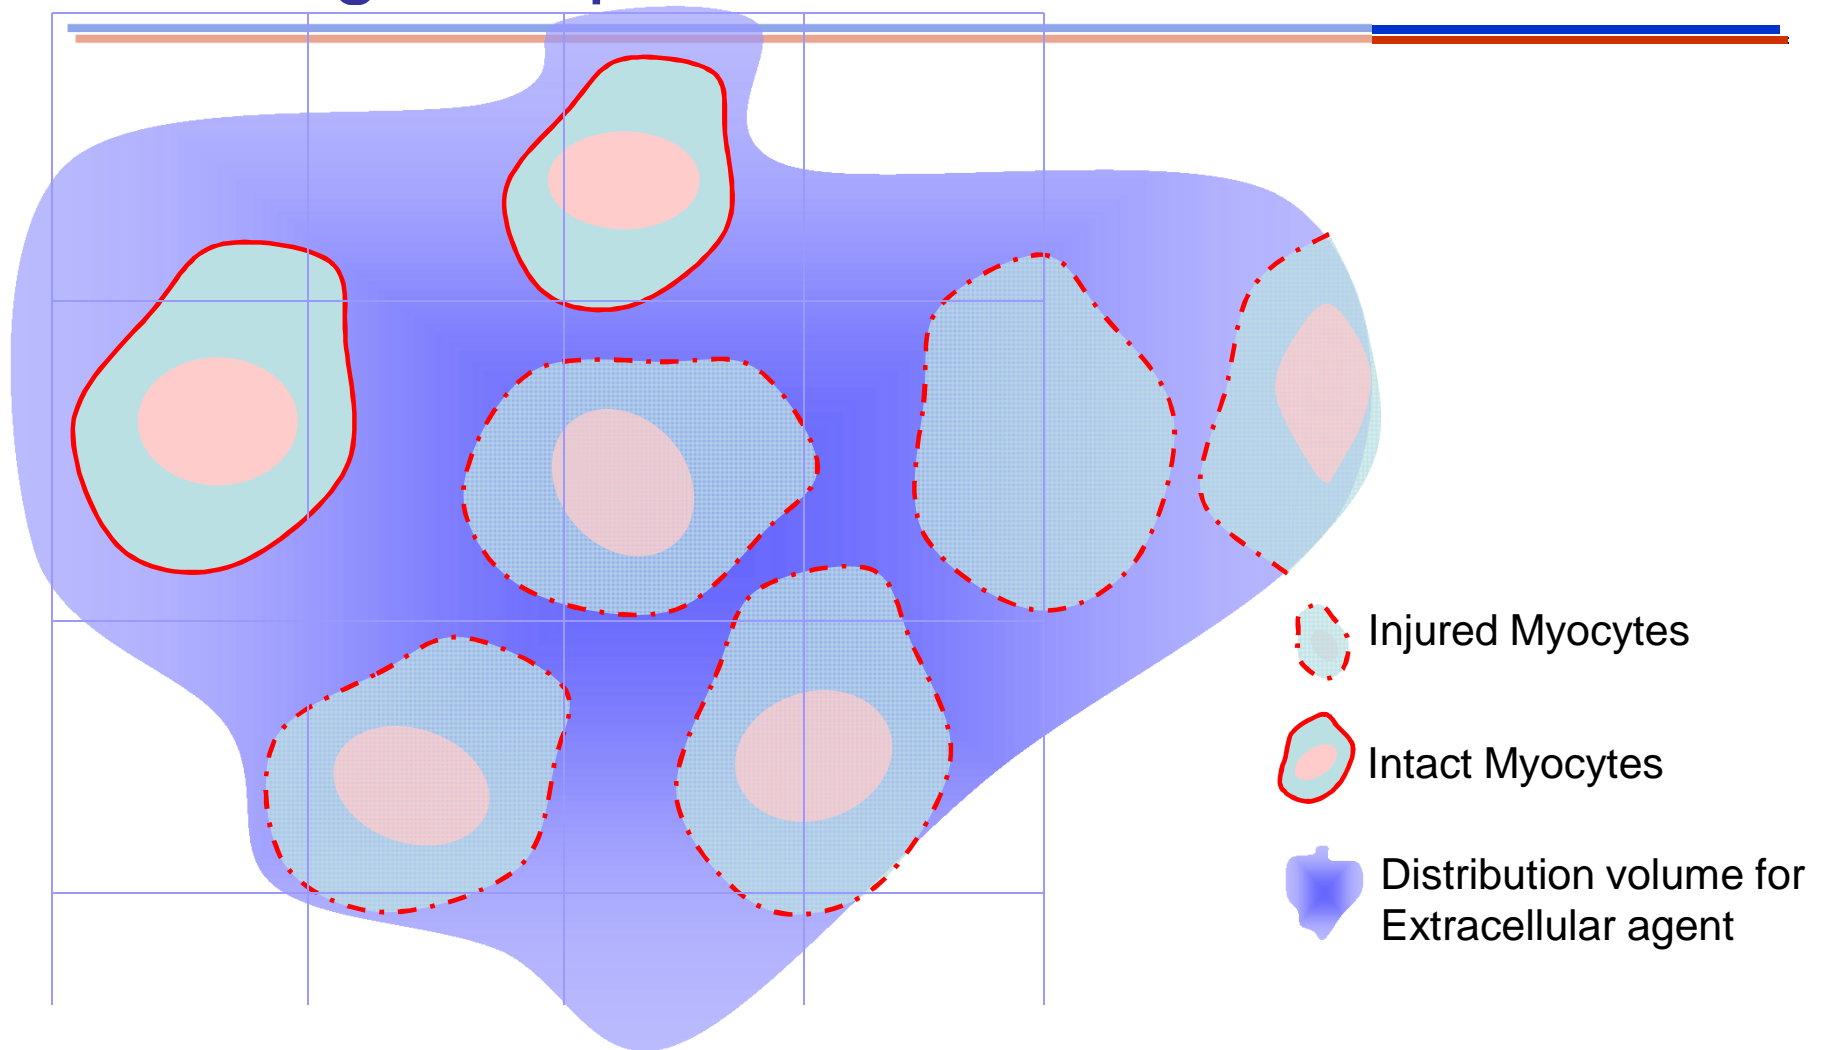 Injured Myocytes
Intact Myocytes
Distribution volume for
Extracellular agent